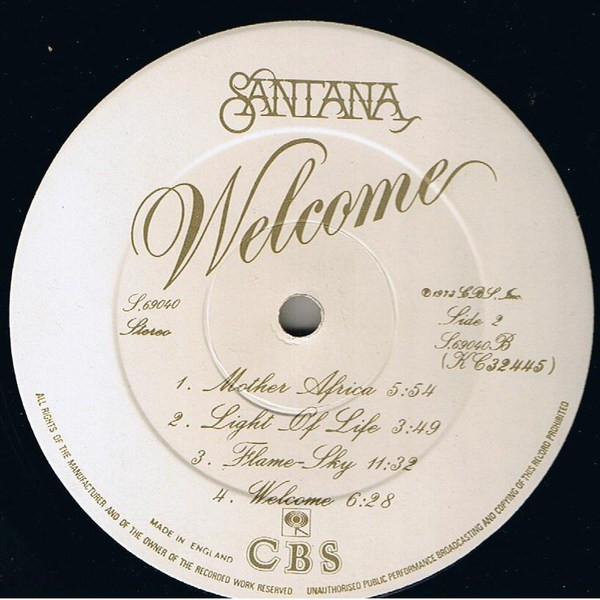 SANTANA
Welcome
S.69040
Stereo
℗1973 CBS. Inc.
Side 2
S.69040.B
(KC32445)
1. Mother Africa 5:54
2. Light Of Life 3:49
3. Flame-Sky 11:32
4. Welcome 6:28
CBS
MADE IN ENGLAND
ALL RIGHTS OF THE MANUFACTURER AND OF THE OWNER OF THE RECORDED WORK RESERVED
UNAUTHORISED PUBLIC PERFORMANCE BROADCASTING AND COPYING OF THIS RECORD PROHIBITED